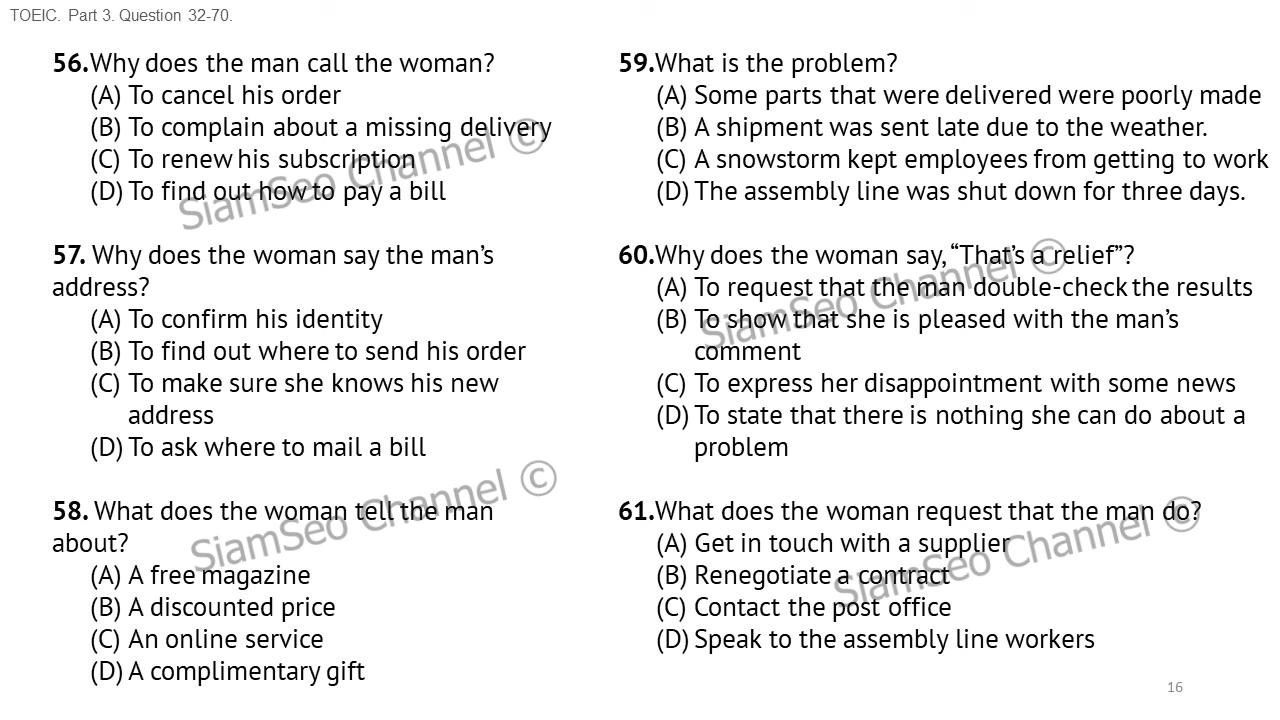 TOEIC. Part 3. Question 32-70.
56.Why does the man call the woman?
(A) To cancel his order
(B) To complain about a missing delivery
(C) To renew his subscription
(D) To find out how to pay a bill
57. Why does the woman say the man’s
address?
(A) To confirm his identity
(B) To find out where to send his order
(C) To make sure she knows his new
address
(D) To ask where to mail a bill
58. What does the woman tell the man
about?
(A) A free magazine
(B) A discounted price
(C) An online service
(D) A complimentary gift
59.What is the problem?
(A) Some parts that were delivered were poorly made
(B) A shipment was sent late due to the weather.
(C) A snowstorm kept employees from getting to work
(D) The assembly line was shut down for three days.
60.Why does the woman say, “That’s a relief”?
(A) To request that the man double-check the results
(B) To show that she is pleased with the man’s
comment
(C) To express her disappointment with some news
(D) To state that there is nothing she can do about a
problem
61.What does the woman request that the man do?
(A) Get in touch with a supplier
(B) Renegotiate a contract
(C) Contact the post office
(D) Speak to the assembly line workers
SiamSeo Channel ©
SiamSeo Channel ©
SiamSeo Channel ©
SiamSeo Channel ©
16